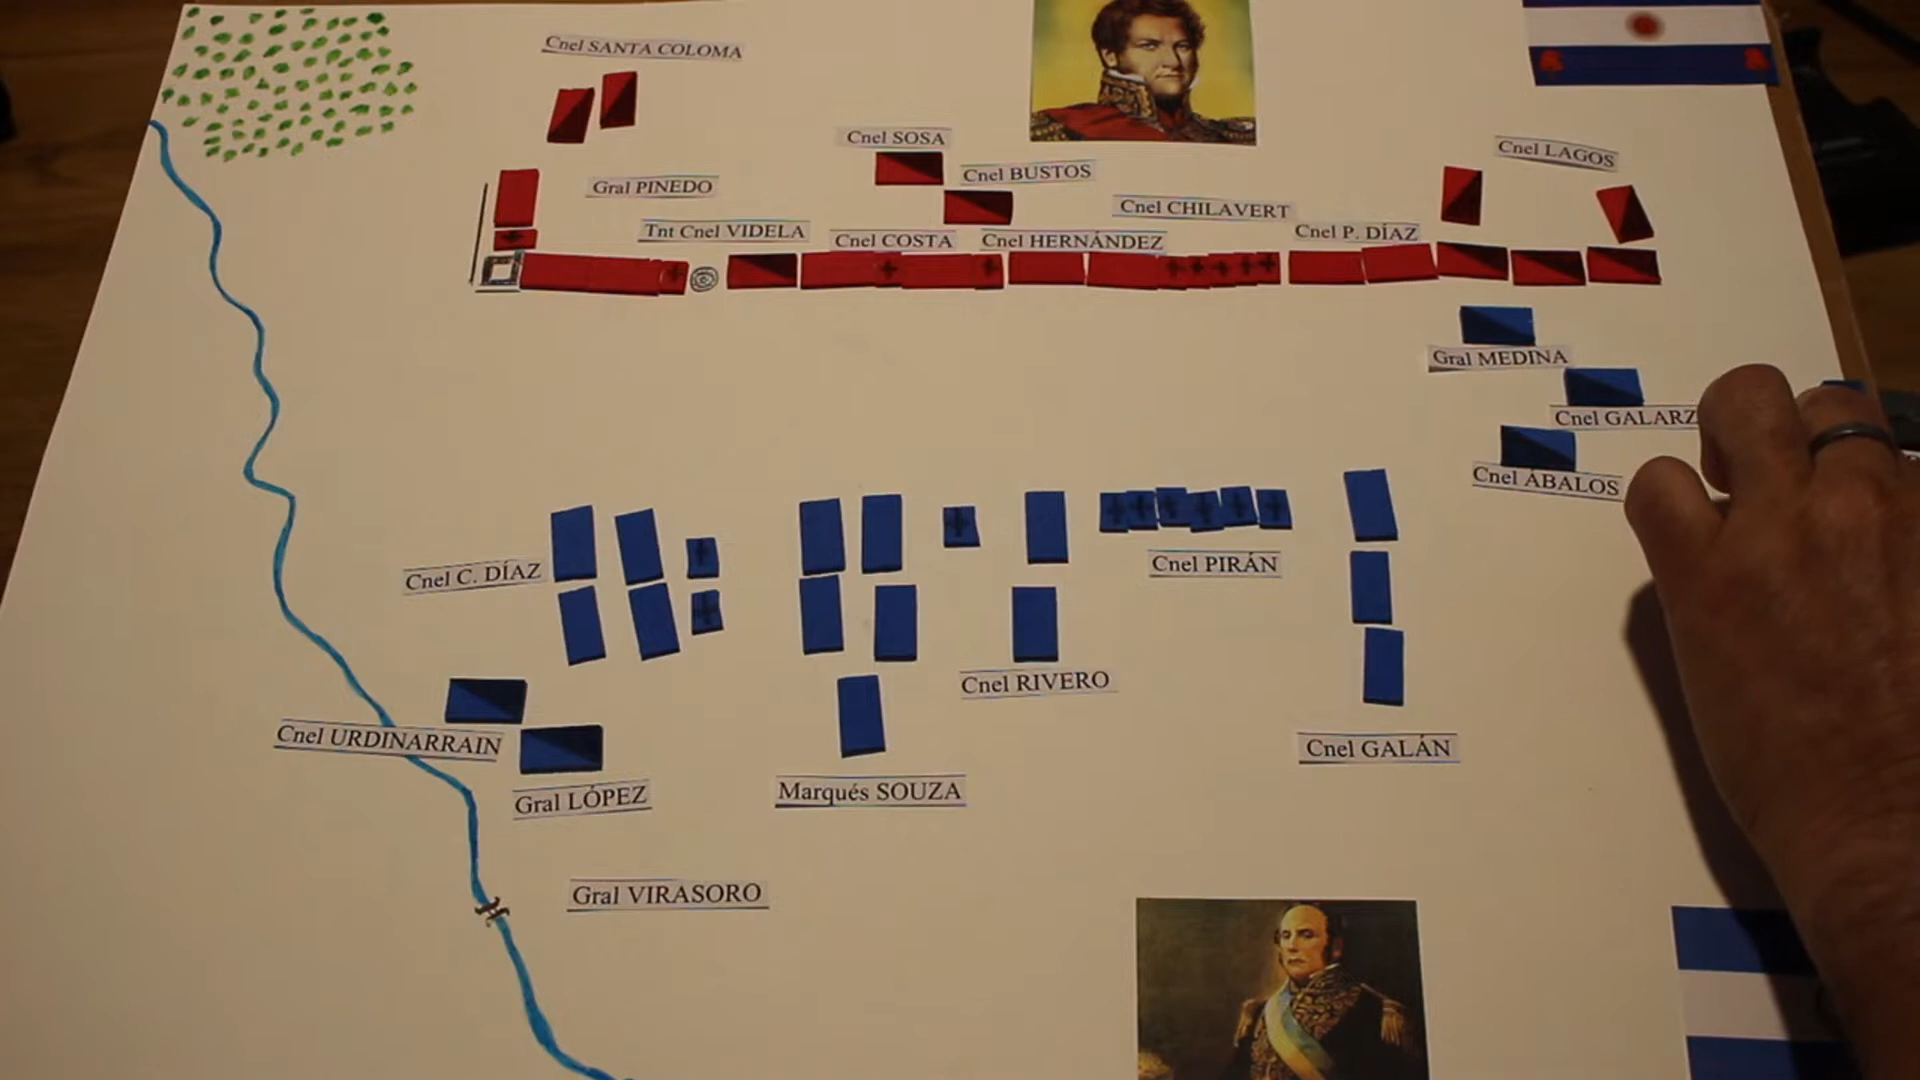 Cnel SANTA COLOMA
Cnel SOSA
Cnel LAGOS
Gral PINEDO
Cnel BUSTOS
Cnel CHILAVERT
Tnt Cnel VIDELA
Cnel COSTA
Cnel HERNÁNDEZ
Cnel P. DÍAZ
Gral MEDINA
Cnel GALARZ
Cnel ÁBALOS
Cnel C. DÍAZ
Cnel PIRÁN
Cnel RIVERO
Cnel URDINARRAIN
Cnel GALÁN
Gral LÓPEZ
Marqués SOUZA
Gral VIRASORO